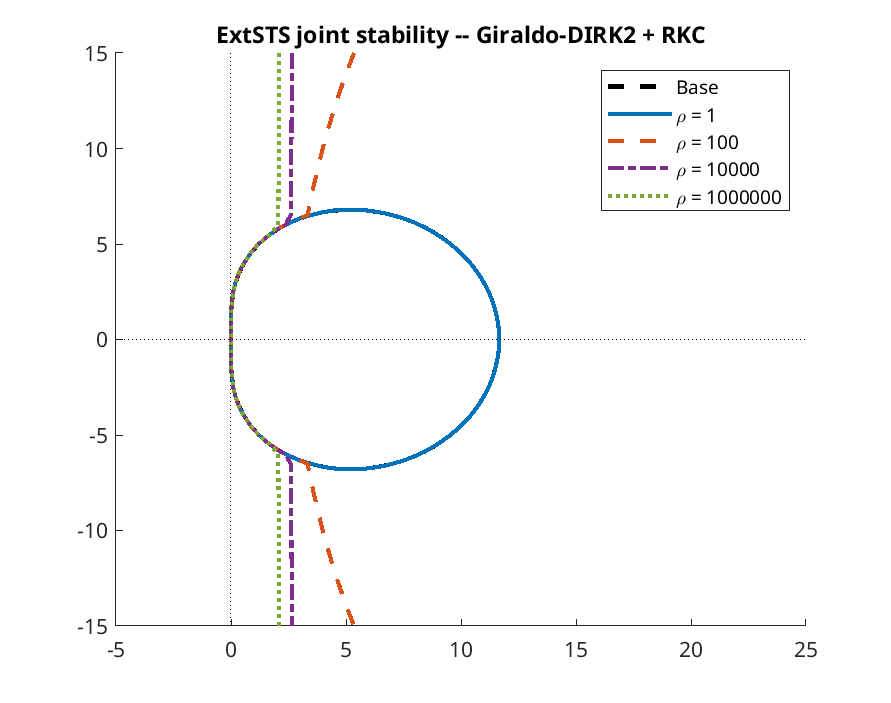 ExtSTS joint stability -- Giraldo-DIRK2 + RKC
15
10
5
0
-5
-10
-15
-5
0
5
10
15
20
25
Base
ρ = 1
ρ = 100
ρ = 10000
ρ = 1000000